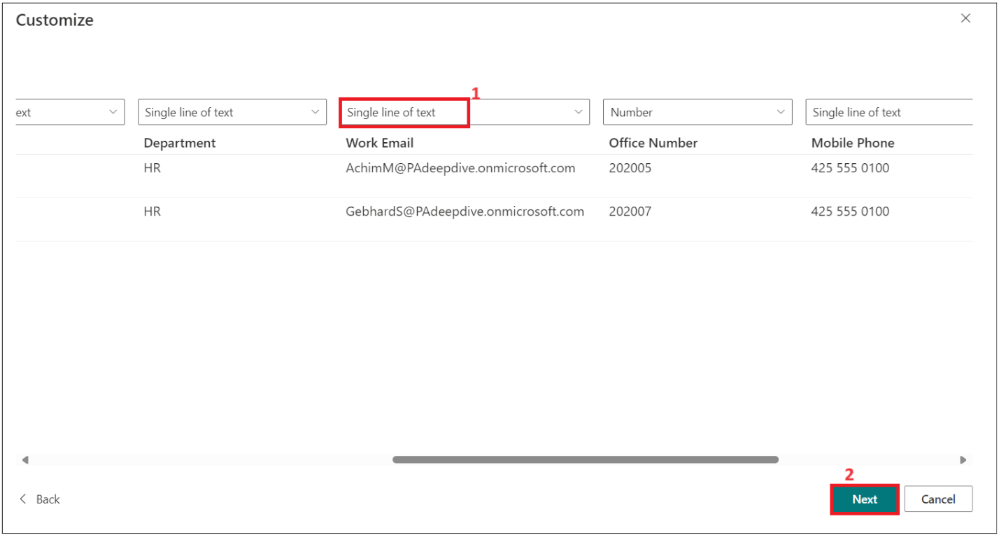 Customize
1
ext Single line of text Single line of text Number Single line of text
Department Work Email Office Number Mobile Phone
HR AchimM@PAdeepdive.onmicrosoft.com 202005 425 555 0100
HR GebhardS@PAdeepdive.onmicrosoft.com 202007 425 555 0100
2
Back Next Cancel